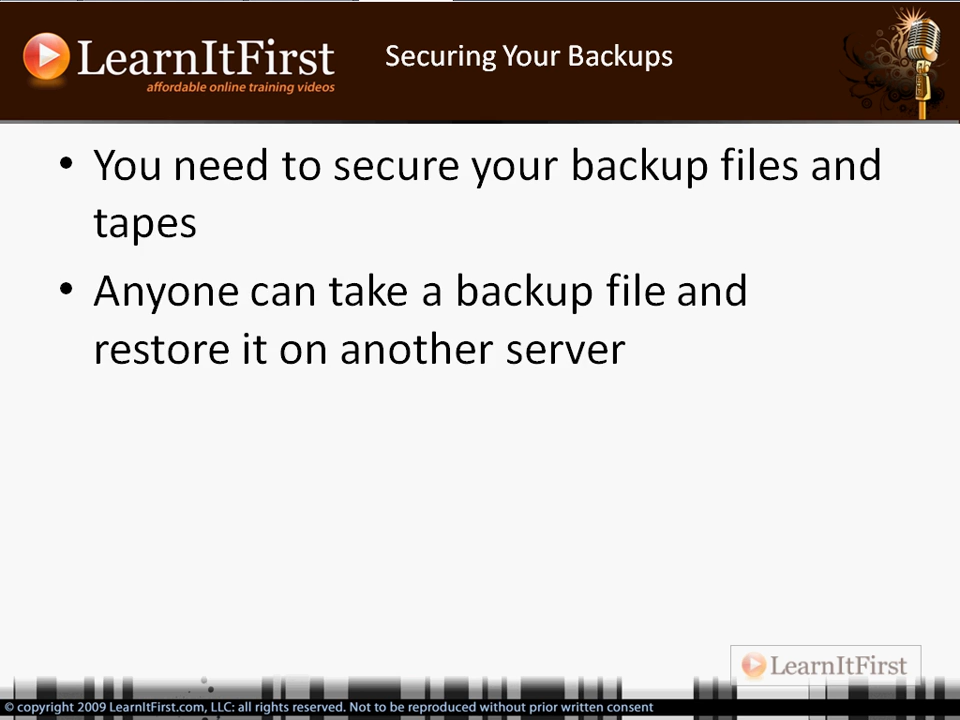 LearnItFirst
affordable online training videos
Securing Your Backups
• You need to secure your backup files and
tapes
• Anyone can take a backup file and
restore it on another server
LearnItFirst
© copyright 2009 LearnItFirst.com, LLC: all rights reserved. Not to be reproduced without prior written consent